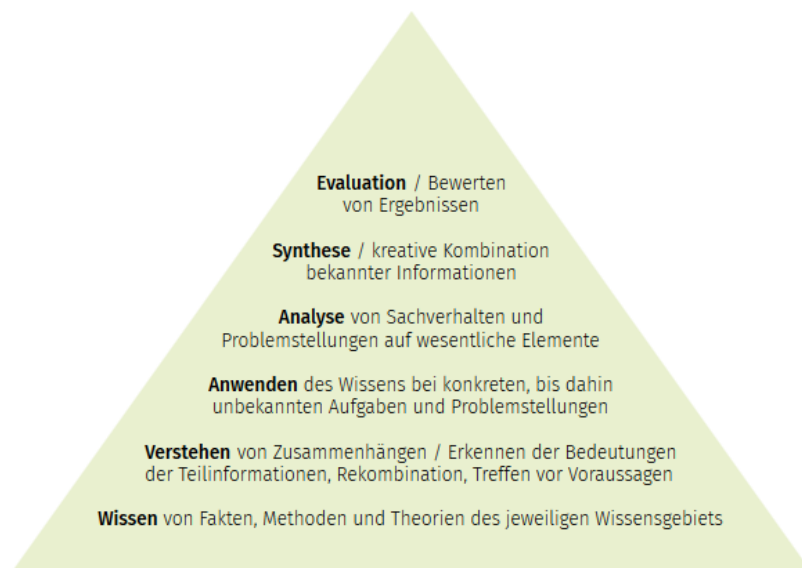 Evaluation / Bewerten
von Ergebnissen
Synthese / kreative Kombination
bekannter Informationen
Analyse von Sachverhalten und
Problemstellungen auf wesentliche Elemente
Anwenden des Wissens bei konkreten, bis dahin
unbekannten Aufgaben und Problemstellungen
Verstehen von Zusammenhängen / Erkennen der Bedeutungen
der Teilinformationen, Rekombination, Treffen vor Voraussagen
Wissen von Fakten, Methoden und Theorien des jeweiligen Wissensgebiets